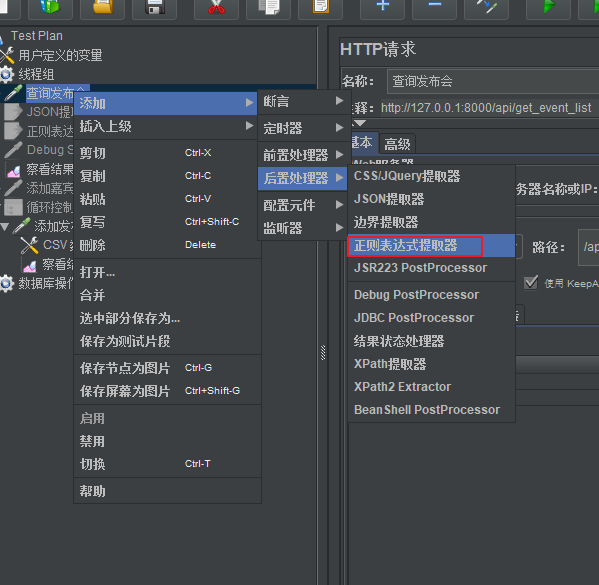 Test Plan
用户定义的变量
线程组
查询发布会
JSON提
正则表达
Debug S
察看结果
添加嘉宾
循环控制
添加发
CSV 数
察看结
数据库操作
添加
插入上级
剪切 Ctrl-X
复制 Ctrl-C
粘贴 Ctrl-V
复写 Ctrl+Shift-C
删除 Delete
打开...
合并
选中部分保存为...
保存为测试片段
保存节点为图片 Ctrl-G
保存屏幕为图片 Ctrl+Shift-G
启用
禁用
切换 Ctrl-T
帮助
断言
定时器
前置处理器
后置处理器
配置元件
监听器
CSS/JQuery提取器
JSON提取器
边界提取器
正则表达式提取器
JSR223 PostProcessor
Debug PostProcessor
JDBC PostProcessor
结果状态处理器
XPath提取器
XPath2 Extractor
BeanShell PostProcessor
HTTP请求
名称: 查询发布会
注释: http://127.0.0.1:8000/api/get_event_list
基本 高级
Web服务器
务器名称或IP:
路径: /ap
使用 KeepA